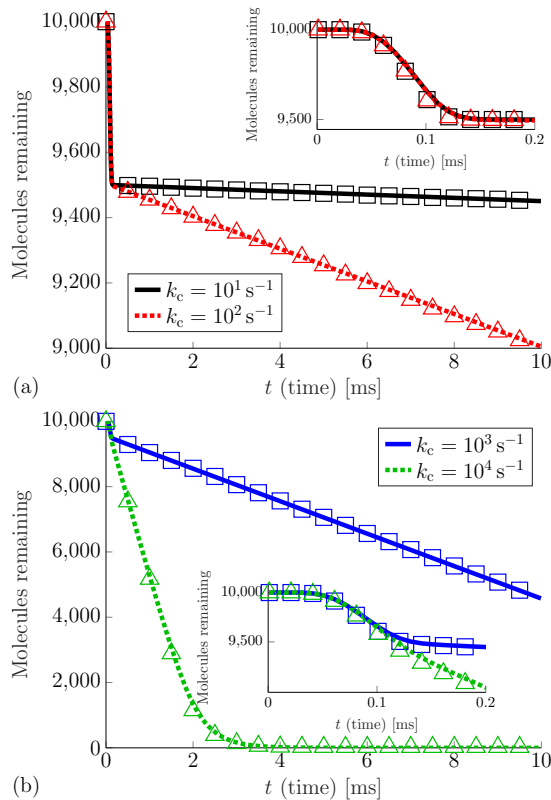 10,000
9,800
9,600
9,400
9,200
9,000
0
2
4
6
8
10
Molecules remaining
t (time) [ms]
10,000
9,500
0
0.1
0.2
Molecules remaining
t (time) [ms]
k_c = 10^1 s^−1
k_c = 10^2 s^−1
(a)
10,000
8,000
6,000
4,000
2,000
0
0
2
4
6
8
10
Molecules remaining
t (time) [ms]
k_c = 10^3 s^−1
k_c = 10^4 s^−1
10,000
9,500
0
0.1
0.2
Molecules remaining
t (time) [ms]
(b)